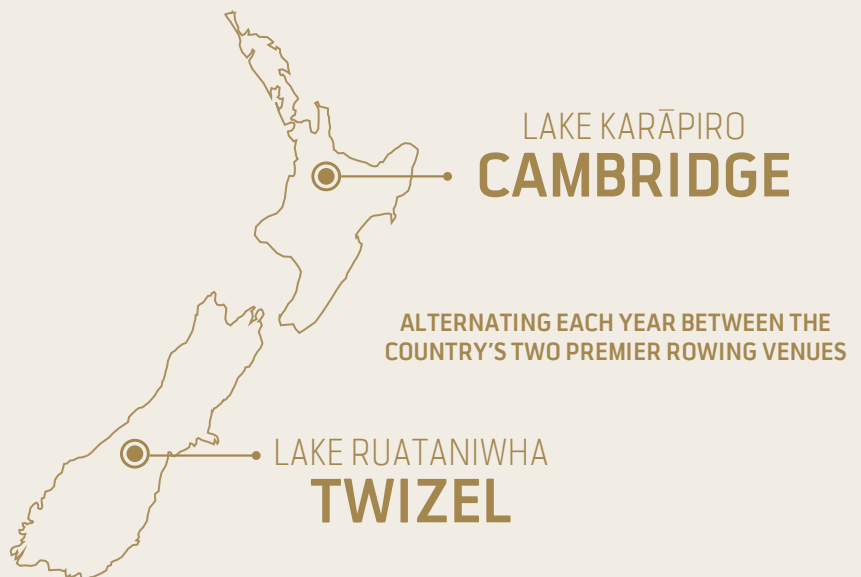 LAKE KARĀPIRO
CAMBRIDGE
ALTERNATING EACH YEAR BETWEEN THE
COUNTRY'S TWO PREMIER ROWING VENUES
LAKE RUATANIWHA
TWIZEL